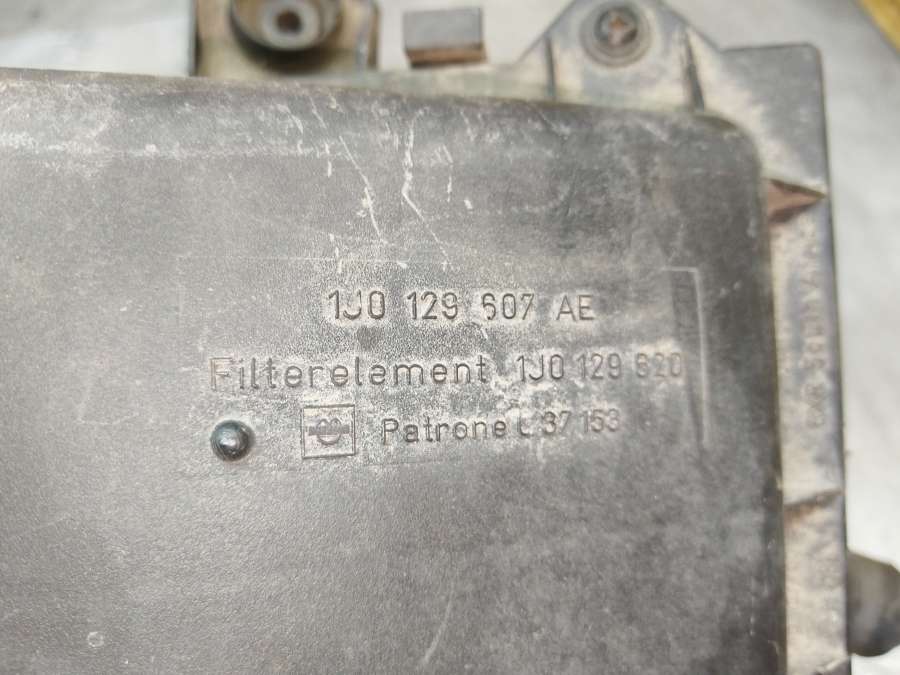 1J0 129 607 AE
Filterelement 1J0 129 620
Patrone L 37 153